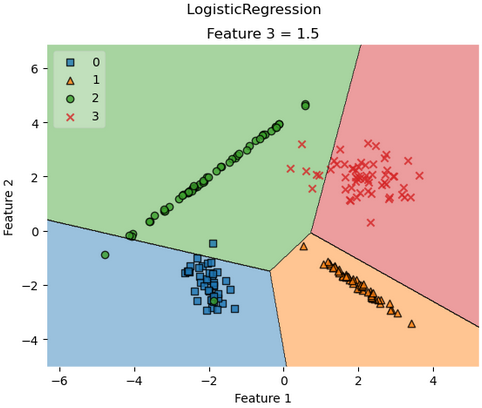 LogisticRegression
Feature 3 = 1.5
0
1
2
3
6
4
2
0
−2
−4
Feature 2
−6 −4 −2 0 2 4
Feature 1